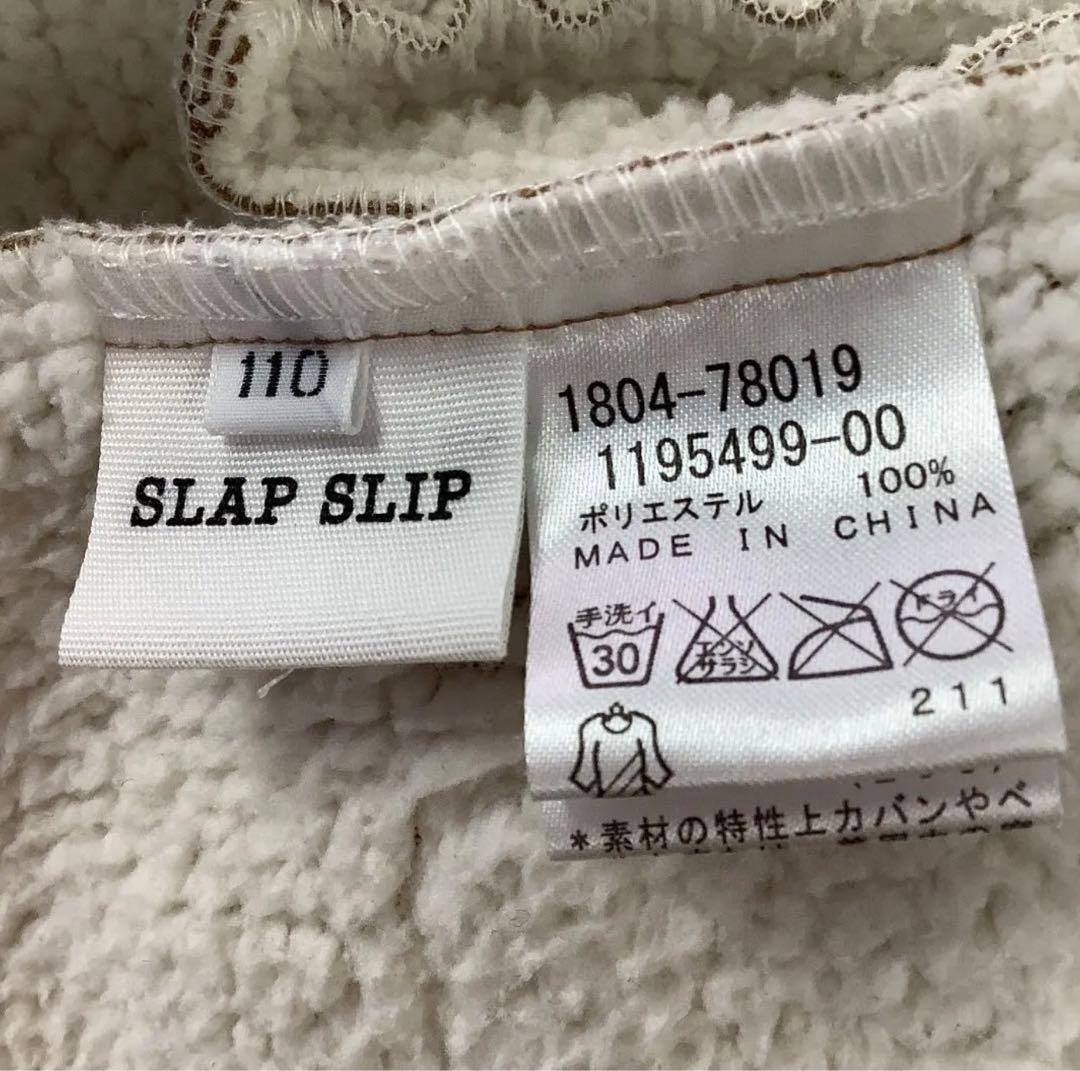 110
SLAP SLIP
1804-78019
1195499-00
ポリエステル 100%
MADE IN CHINA
手洗イ
30
エンソ
サラシ
ドライ
211
*素材の特性上カバンやベ